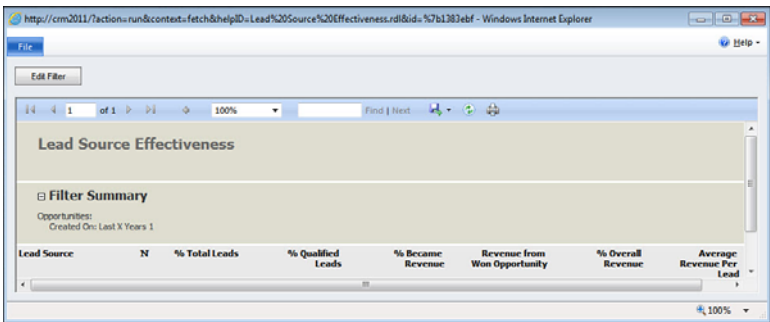 http://crm2011/?action=run&context=fetch&helpID=Lead%20Source%20Effectiveness.rdl&id=%7b1383ebf - Windows Internet Explorer
File
Help
Edit Filter
1 of 1 100% Find | Next
Lead Source Effectiveness
Filter Summary
Opportunities:
Created On: Last X Years 1
Lead Source N % Total Leads % Qualified Leads % Became Revenue Revenue from Won Opportunity % Overall Revenue Average Revenue Per Lead
100%